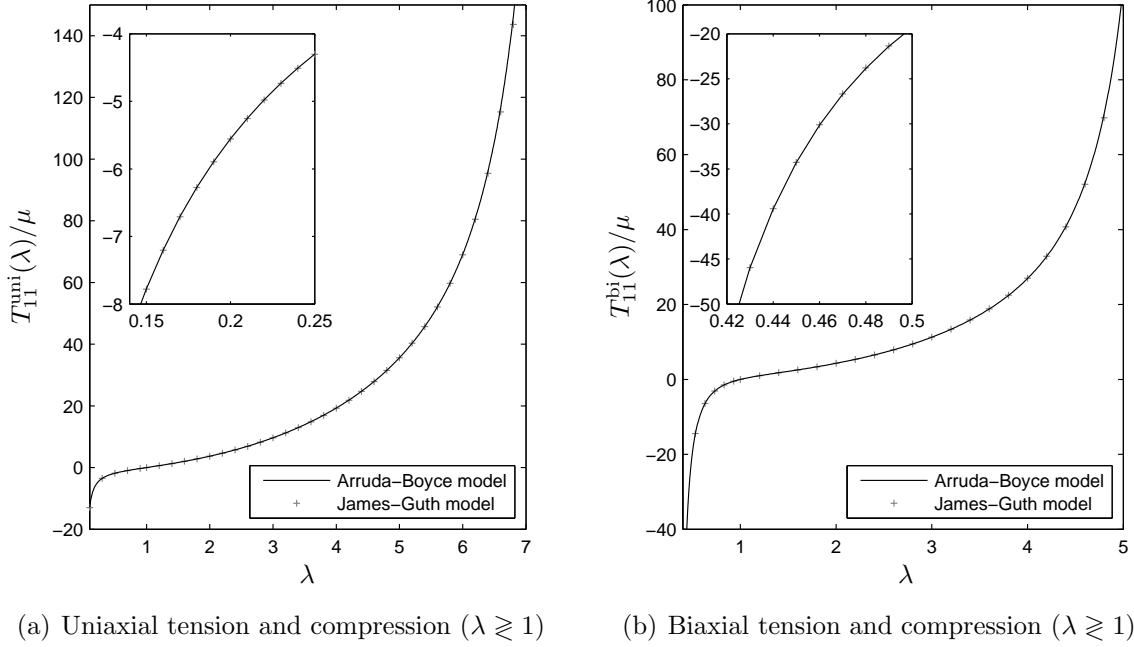 140
120
100
80
60
40
20
0
−20
1 2 3 4 5 6 7
λ
T₁₁ᵘⁿⁱ(λ)/μ
−4
−5
−6
−7
−8
0.15 0.2 0.25
Arruda−Boyce model
James−Guth model
(a) Uniaxial tension and compression (λ ≷ 1)
100
80
60
40
20
0
−20
−40
1 2 3 4 5
λ
T₁₁ᵇⁱ(λ)/μ
−20
−25
−30
−35
−40
−45
−50
0.42 0.44 0.46 0.48 0.5
Arruda−Boyce model
James−Guth model
(b) Biaxial tension and compression (λ ≷ 1)